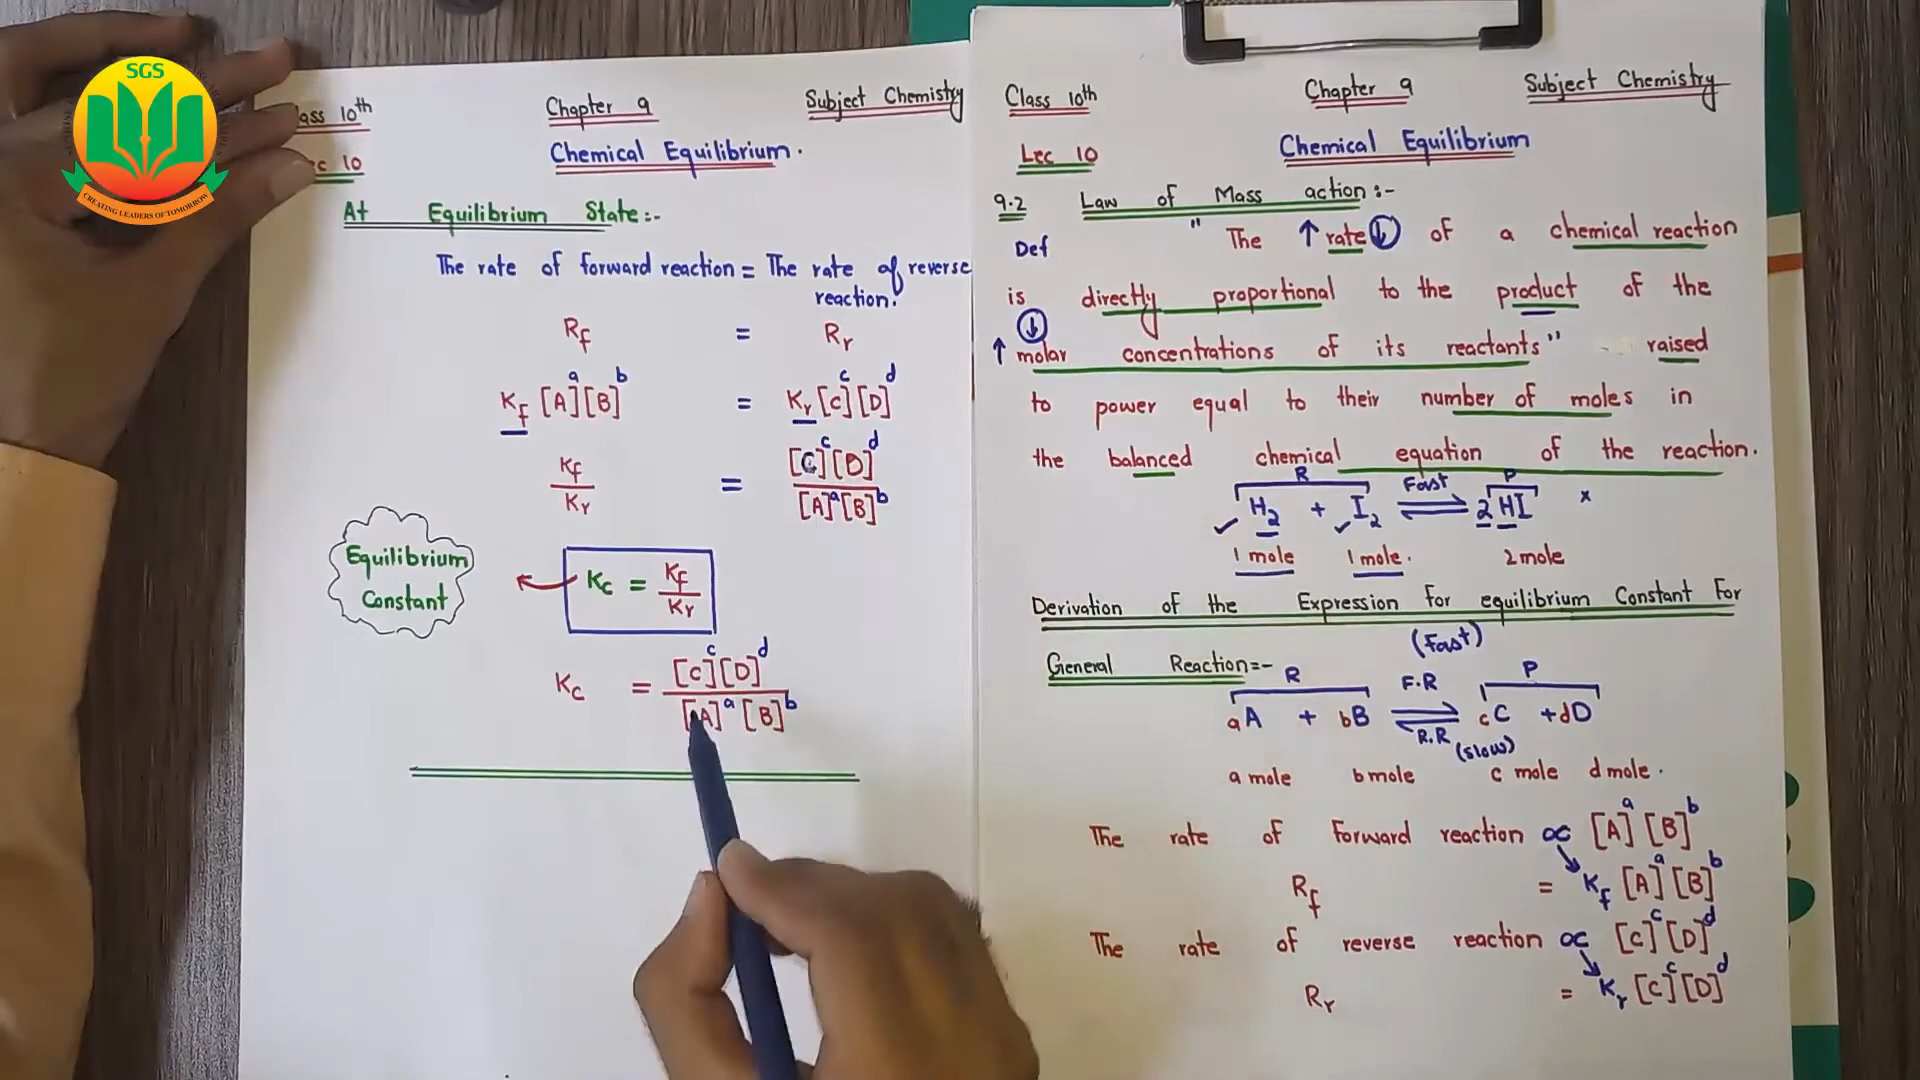 SGS
CREATING LEADERS OF TOMORROW
ass 10th Chapter 9 Subject Chemistry
ec 10 Chemical Equilibrium.
At Equilibrium State:-
The rate of forward reaction = The rate of reverse
reaction.
Rf = Rr
Kf [A]^a [B]^b = Kr [C]^c [D]^d
Kf/Kr = [C]^c [D]^d / [A]^a [B]^b
Equilibrium
Constant
Kc = Kf/Kr
Kc = [C]^c [D]^d / [A]^a [B]^b
Class 10th Chapter 9 Subject Chemistry
Lec 10 Chemical Equilibrium
9.2 Law of Mass action:-
Def " The ↑ rate ↓ of a chemical reaction
is directly proportional to the product of the
↑ ↓ molar concentrations of its reactants" raised
to power equal to their number of moles in
the balanced chemical equation of the reaction.
R Fast P
H2 + I2 ⇌ 2HI x
1 mole 1 mole. 2 mole
Derivation of the Expression For equilibrium Constant For
(Fast)
General Reaction:-
R F.R P
aA + bB ⇌ cC + dD
R.R (slow)
a mole b mole c mole d mole.
The rate of Forward reaction ∝ [A]^a [B]^b
Rf = Kf [A]^a [B]^b
The rate of reverse reaction ∝ [C]^c [D]^d
Rr = Kr [C]^c [D]^d